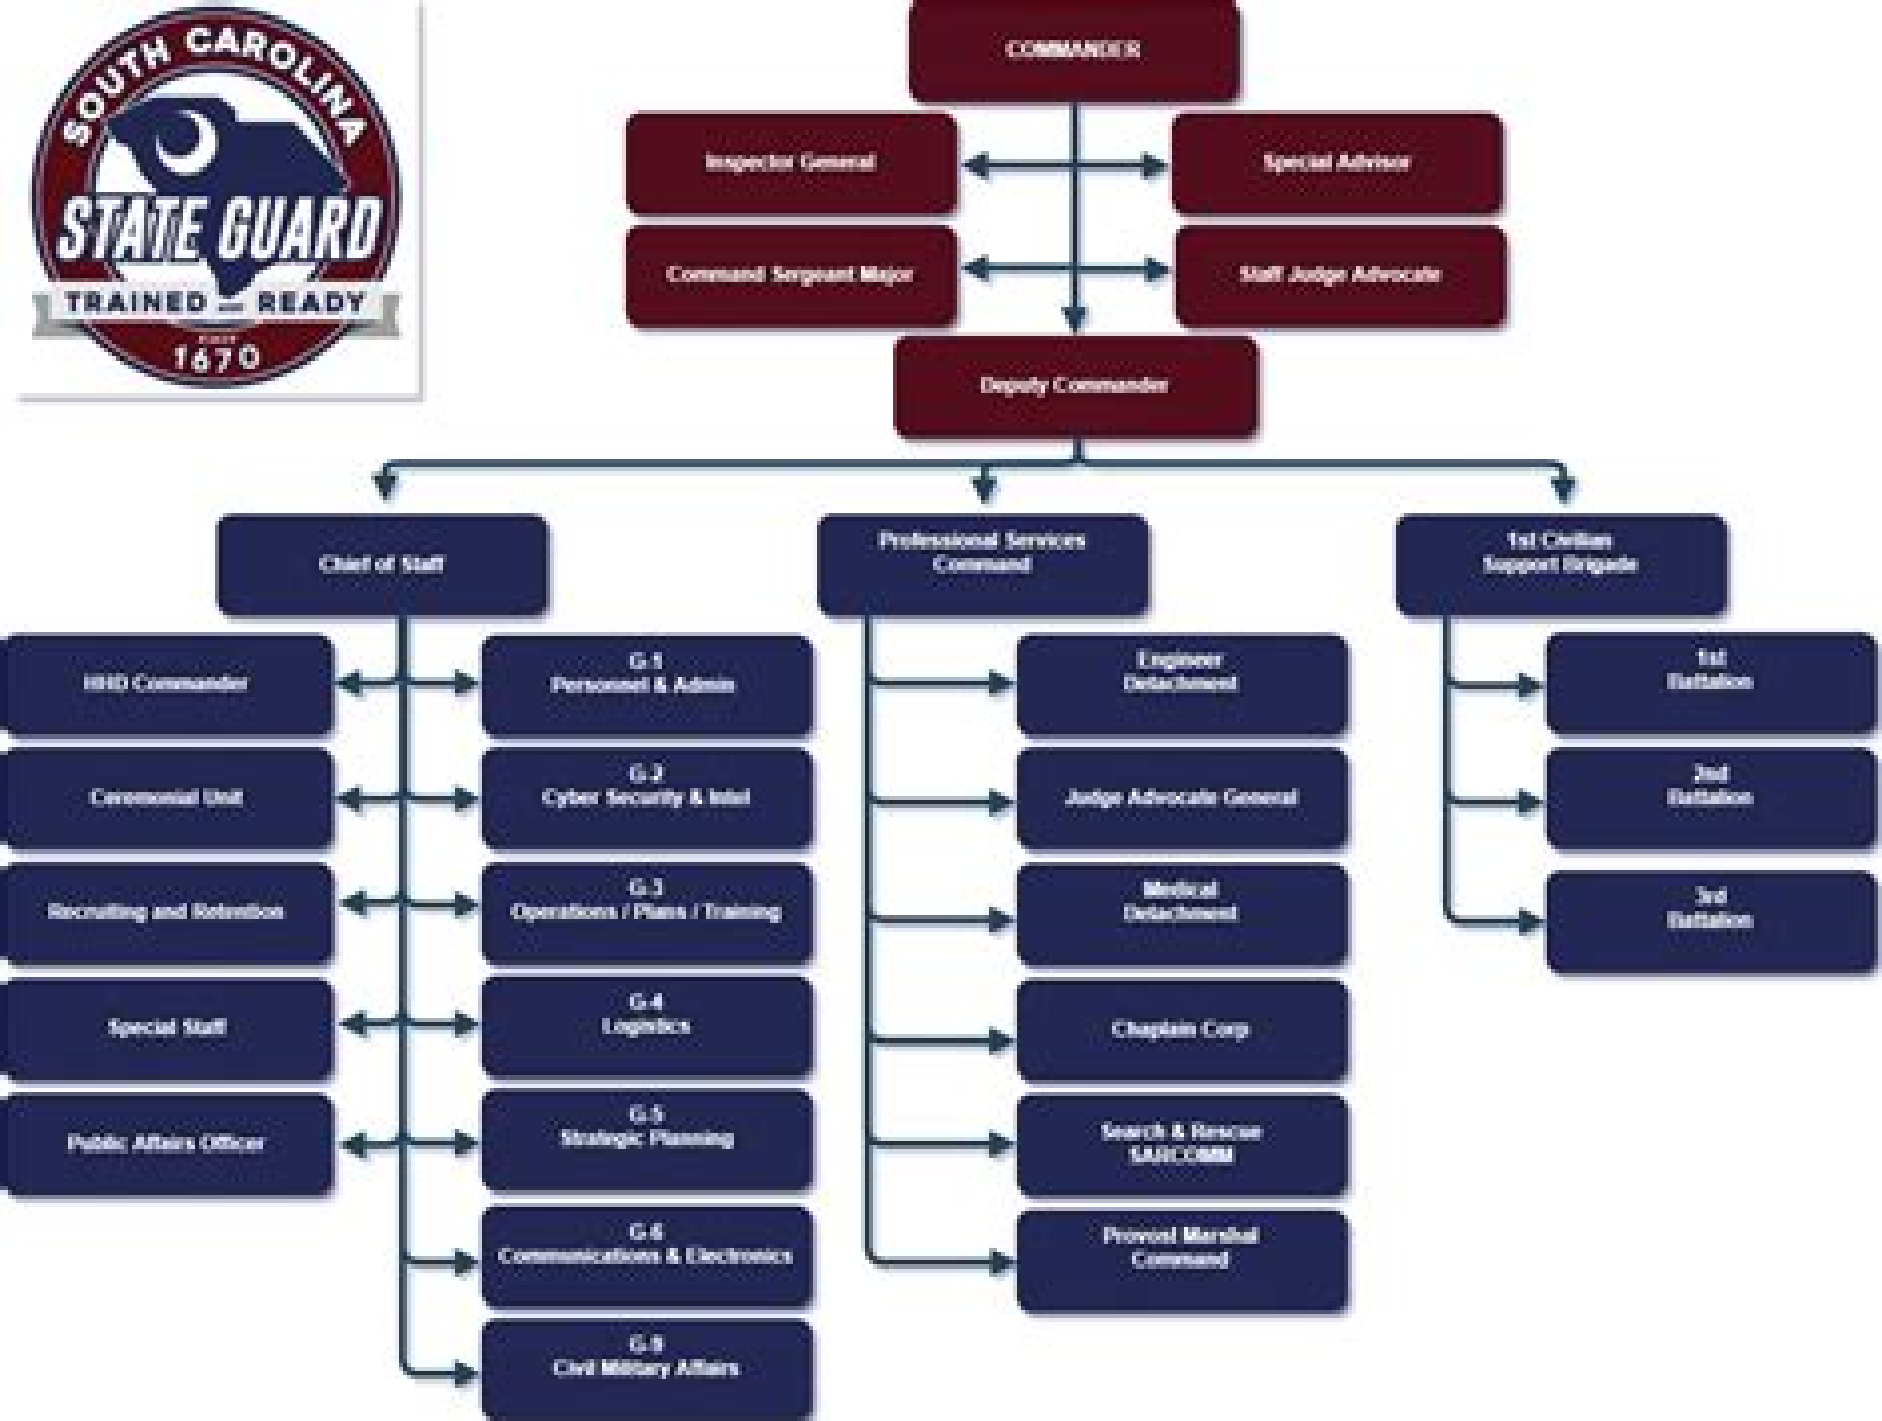 SOUTH CAROLINA
STATE GUARD
TRAINED READY
1670
COMMANDER
Inspector General
Special Advisor
Command Sergeant Major
Staff Judge Advocate
Deputy Commander
Chief of Staff
Professional Services
Command
1st Civilian
Support Brigade
HHD Commander
Ceremonial Unit
Recruiting and Retention
Special Staff
Public Affairs Officer
G-1
Personnel & Admin
G-2
Cyber Security & Intel
G-3
Operations / Plans / Training
G-4
Logistics
G-5
Strategic Planning
G-6
Communications & Electronics
G-9
Civil Military Affairs
Engineer
Detachment
Judge Advocate General
Medical
Detachment
Chaplain Corp
Search & Rescue
SARCOMM
Provost Marshal
Command
1st
Battalion
2nd
Battalion
3rd
Battalion